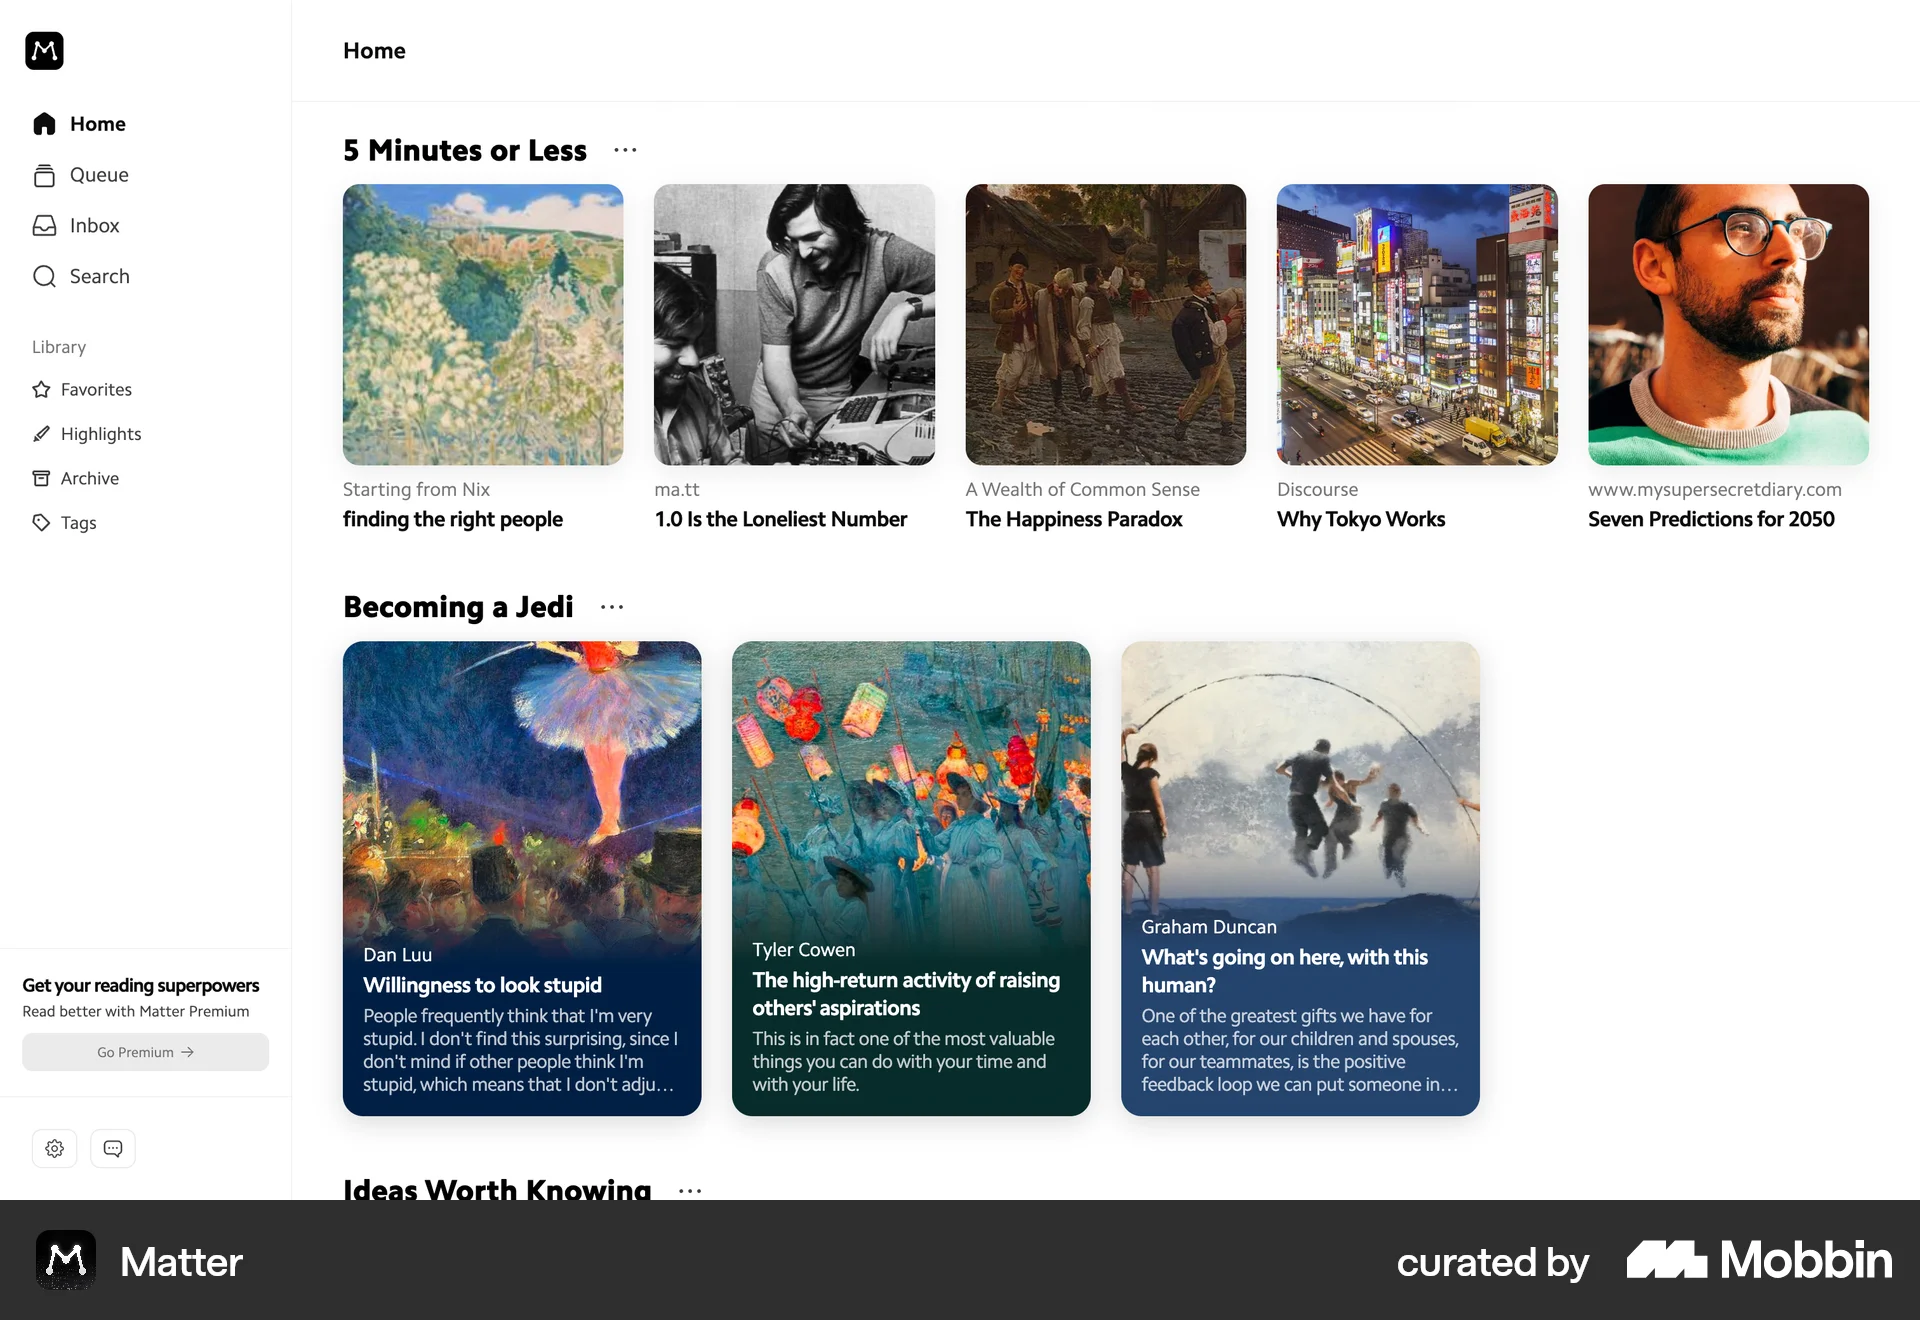 Home
Home
Queue
Inbox
Search
Library
Favorites
Highlights
Archive
Tags
Get your reading superpowers
Read better with Matter Premium
Go Premium →
5 Minutes or Less
Starting from Nix
finding the right people
ma.tt
1.0 Is the Loneliest Number
A Wealth of Common Sense
The Happiness Paradox
Discourse
Why Tokyo Works
www.mysupersecretdiary.com
Seven Predictions for 2050
Becoming a Jedi
Dan Luu
Willingness to look stupid
People frequently think that I'm very
stupid. I don't find this surprising, since I
don't mind if other people think I'm
stupid, which means that I don't adju...
Tyler Cowen
The high-return activity of raising
others' aspirations
This is in fact one of the most valuable
things you can do with your time and
with your life.
Graham Duncan
What's going on here, with this
human?
One of the greatest gifts we have for
each other, for our children and spouses,
for our teammates, is the positive
feedback loop we can put someone in...
Ideas Worth Knowing
Matter
curated by Mobbin